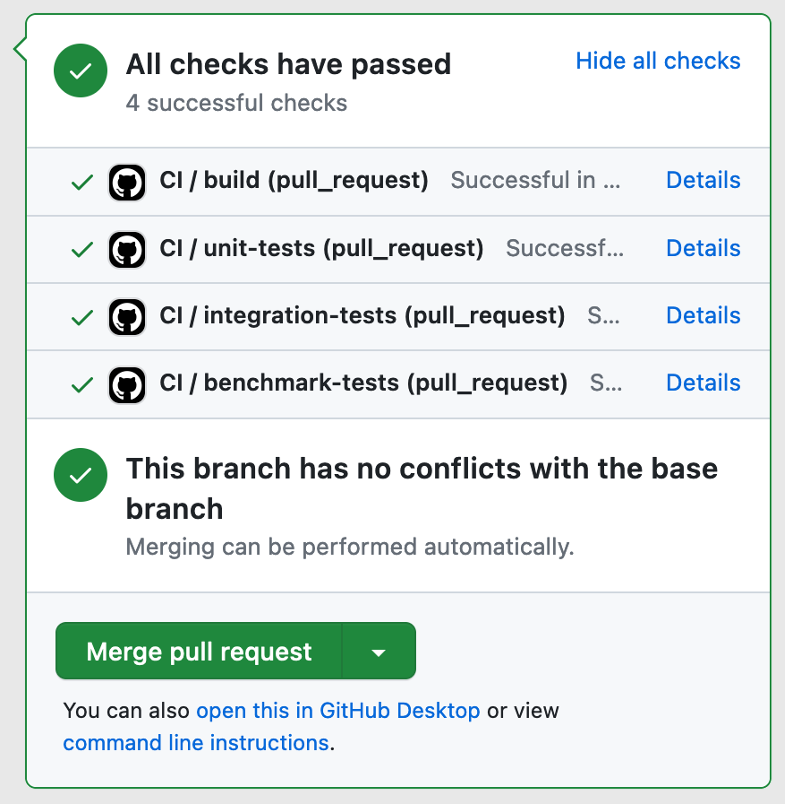 All checks have passed
Hide all checks
4 successful checks
CI / build (pull_request) Successful in ... Details
CI / unit-tests (pull_request) Successf... Details
CI / integration-tests (pull_request) S... Details
CI / benchmark-tests (pull_request) S... Details
This branch has no conflicts with the base
branch
Merging can be performed automatically.
Merge pull request
You can also open this in GitHub Desktop or view
command line instructions.